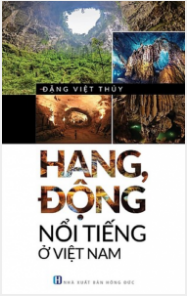 ĐẶNG VIỆT THỦY
HANG,
ĐỘNG
NỔI TIẾNG
Ở VIỆT NAM
NHÀ XUẤT BẢN HỒNG ĐỨC